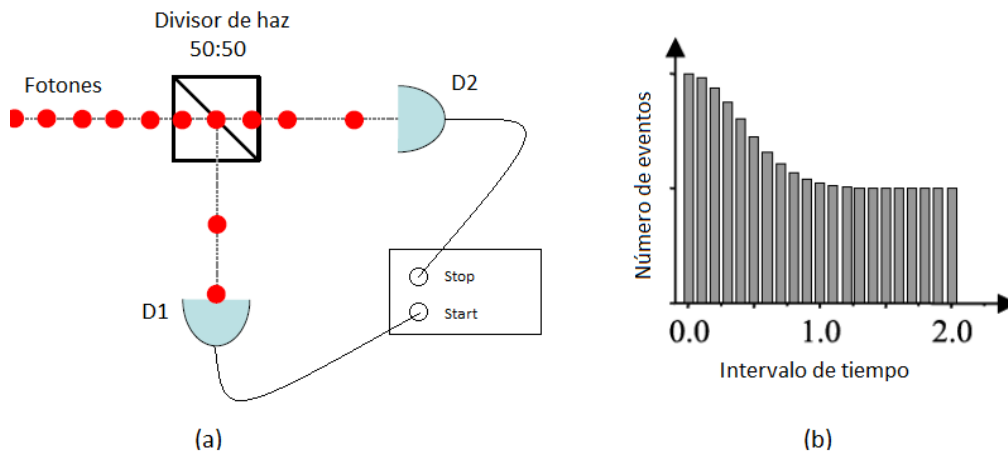 Divisor de haz
50:50
Fotones
D2
D1
Stop
Start
(a)
Número de eventos
0.0 1.0 2.0
Intervalo de tiempo
(b)